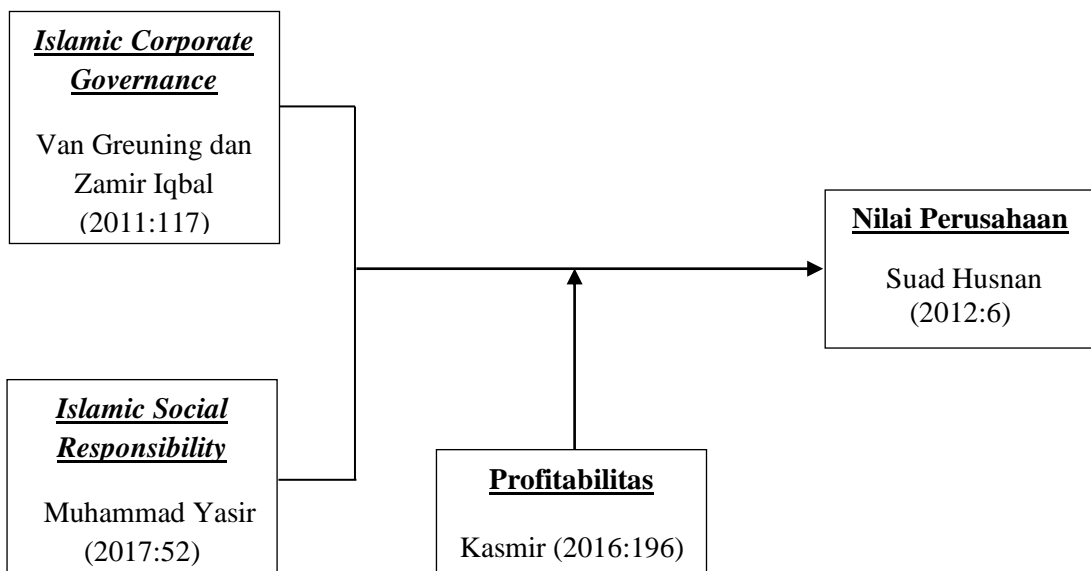 Islamic Corporate
Governance
Van Greuning dan
Zamir Iqbal
(2011:117)
Nilai Perusahaan
Suad Husnan
(2012:6)
Islamic Social
Responsibility
Muhammad Yasir
(2017:52)
Profitabilitas
Kasmir (2016:196)